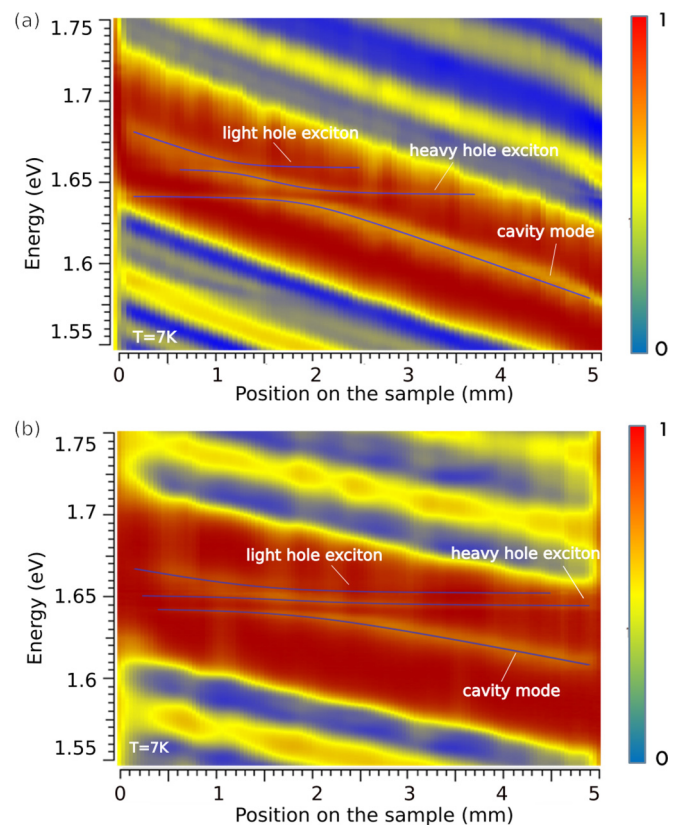 (a)
1.75
1.7
1.65
1.6
1.55
Energy (eV)
light hole exciton
heavy hole exciton
cavity mode
T=7K
0 1 2 3 4 5
Position on the sample (mm)
1
0
(b)
1.75
1.7
1.65
1.6
1.55
Energy (eV)
light hole exciton
heavy hole exciton
cavity mode
T=7K
0 1 2 3 4 5
Position on the sample (mm)
1
0